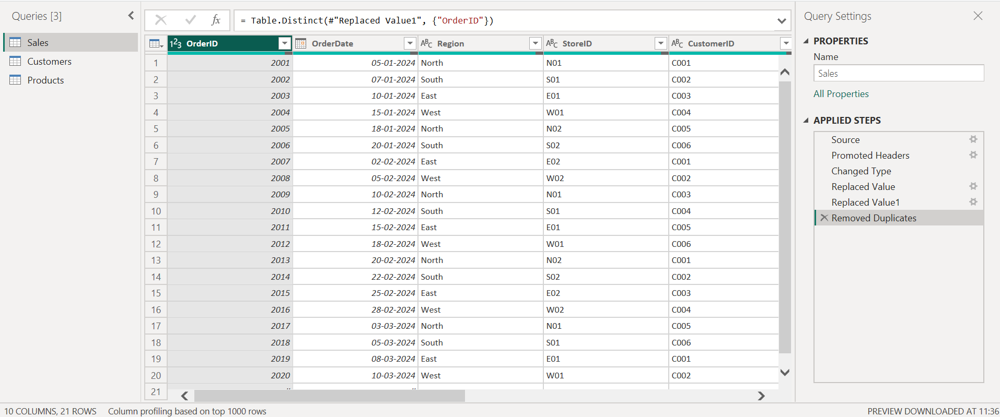 Queries [3]
Sales
Customers
Products
fx
= Table.Distinct(#"Replaced Value1", {"OrderID"})
1²3 OrderID OrderDate ABC Region ABC StoreID ABC CustomerID
1 2001 05-01-2024 North N01 C001
2 2002 07-01-2024 South S01 C002
3 2003 10-01-2024 East E01 C003
4 2004 15-01-2024 West W01 C004
5 2005 18-01-2024 North N02 C005
6 2006 20-01-2024 South S02 C006
7 2007 02-02-2024 East E02 C001
8 2008 05-02-2024 West W02 C002
9 2009 10-02-2024 North N01 C003
10 2010 12-02-2024 South S01 C004
11 2011 15-02-2024 East E01 C005
12 2012 18-02-2024 West W01 C006
13 2013 20-02-2024 North N02 C001
14 2014 22-02-2024 South S02 C002
15 2015 25-02-2024 East E02 C003
16 2016 28-02-2024 West W02 C004
17 2017 03-03-2024 North N01 C005
18 2018 05-03-2024 South S01 C006
19 2019 08-03-2024 East E01 C001
20 2020 10-03-2024 West W01 C002
21
10 COLUMNS, 21 ROWS Column profiling based on top 1000 rows
Query Settings
PROPERTIES
Name
Sales
All Properties
APPLIED STEPS
Source
Promoted Headers
Changed Type
Replaced Value
Replaced Value1
Removed Duplicates
PREVIEW DOWNLOADED AT 11:36